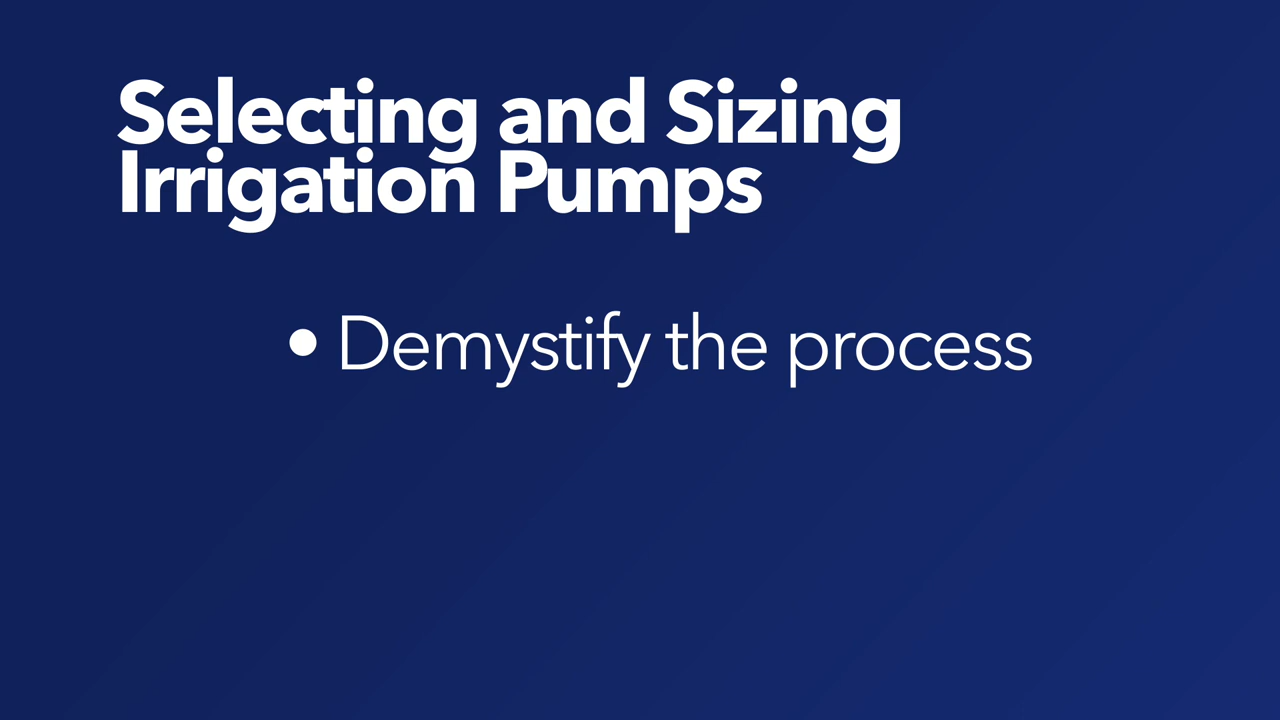 Selecting and Sizing
Irrigation Pumps
• Demystify the process